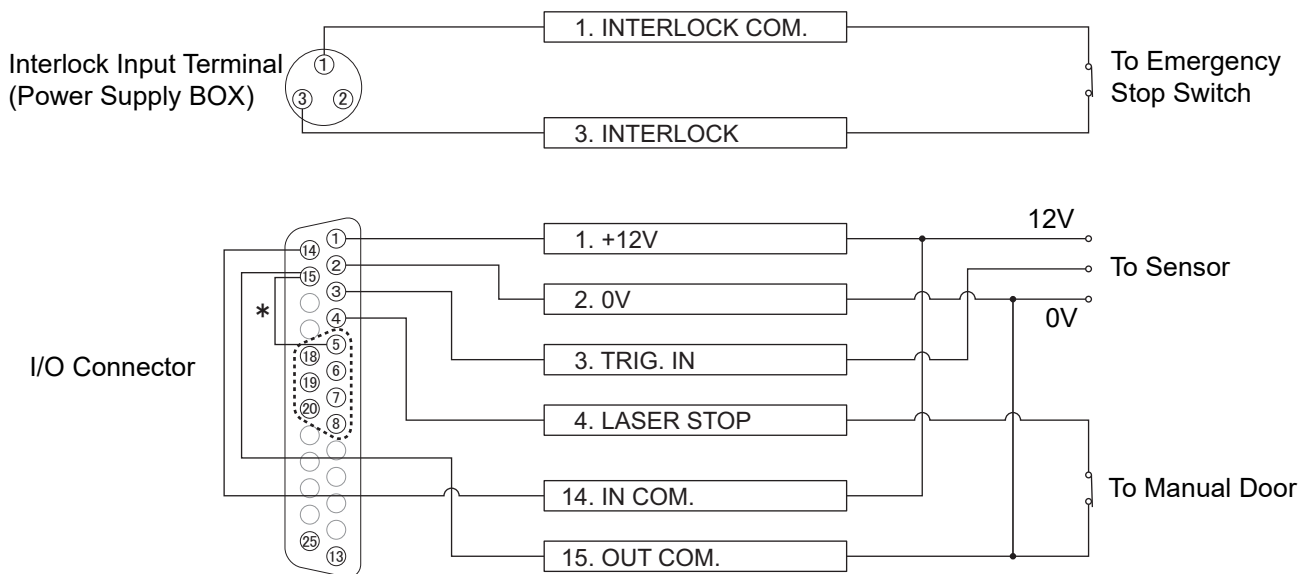 1. INTERLOCK COM.
Interlock Input Terminal
(Power Supply BOX)
①
③ ②
To Emergency
Stop Switch
3. INTERLOCK
12V
① 1. +12V
⑭
To Sensor
②
⑮
③ 2. 0V
0V
*
④
⑤ 3. TRIG. IN
⑱
I/O Connector
⑥
⑲
⑦
⑳
⑧
4. LASER STOP
14. IN COM.
To Manual Door
㉕
⑬
15. OUT COM.